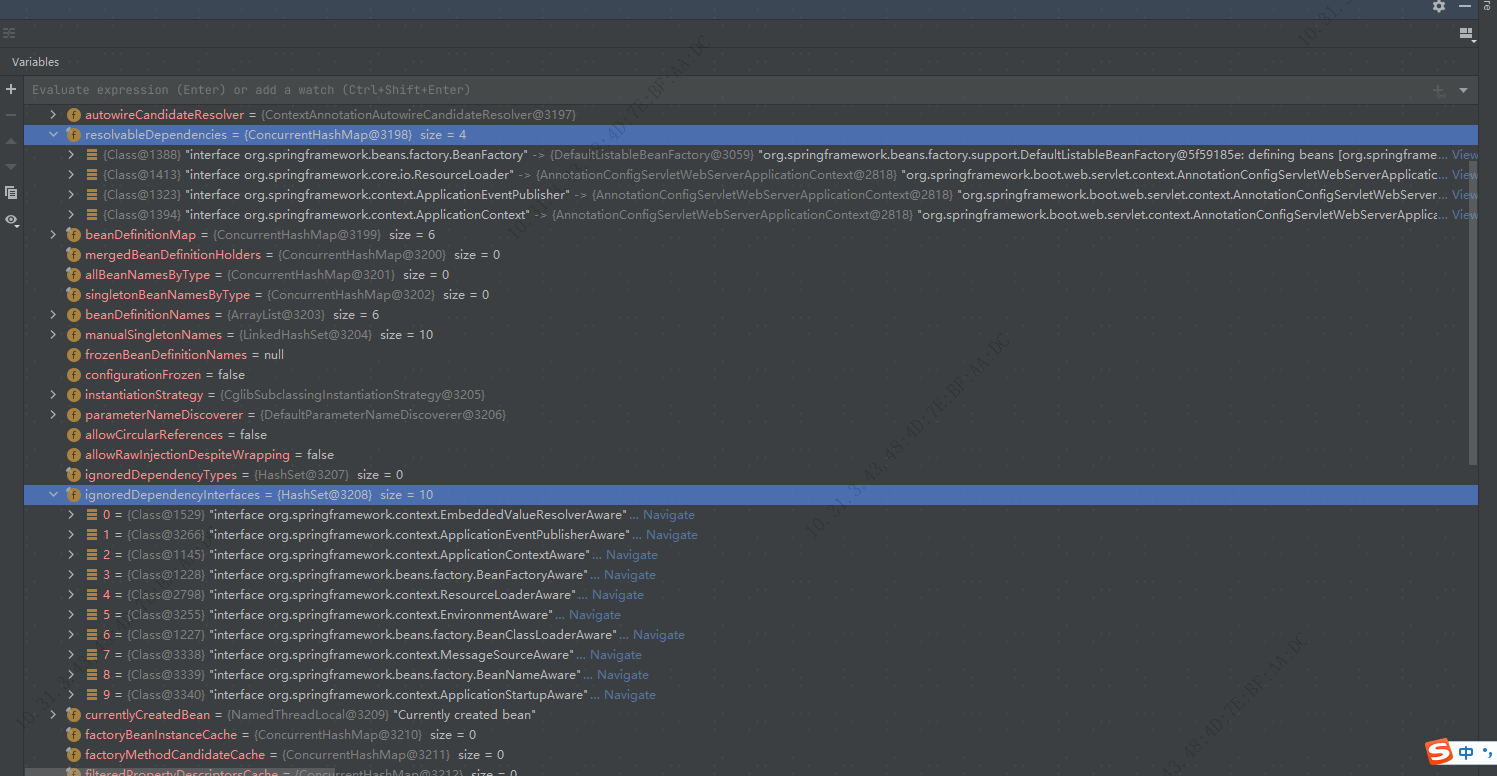 re
Variables
Evaluate expression (Enter) or add a watch (Ctrl+Shift+Enter)
f autowireCandidateResolver = {ContextAnnotationAutowireCandidateResolver@3197}
f resolvableDependencies = {ConcurrentHashMap@3198} size = 4
{Class@1388} "interface org.springframework.beans.factory.BeanFactory" -> {DefaultListableBeanFactory@3059} "org.springframework.beans.factory.support.DefaultListableBeanFactory@5f59185e: defining beans [org.springframe... View
{Class@1413} "interface org.springframework.core.io.ResourceLoader" -> {AnnotationConfigServletWebServerApplicationContext@2818} "org.springframework.boot.web.servlet.context.AnnotationConfigServletWebServerApplicatic... View
{Class@1323} "interface org.springframework.context.ApplicationEventPublisher" -> {AnnotationConfigServletWebServerApplicationContext@2818} "org.springframework.boot.web.servlet.context.AnnotationConfigServletWebServer... View
{Class@1394} "interface org.springframework.context.ApplicationContext" -> {AnnotationConfigServletWebServerApplicationContext@2818} "org.springframework.boot.web.servlet.context.AnnotationConfigServletWebServerApplica... View
f beanDefinitionMap = {ConcurrentHashMap@3199} size = 6
f mergedBeanDefinitionHolders = {ConcurrentHashMap@3200} size = 0
f allBeanNamesByType = {ConcurrentHashMap@3201} size = 0
f singletonBeanNamesByType = {ConcurrentHashMap@3202} size = 0
f beanDefinitionNames = {ArrayList@3203} size = 6
f manualSingletonNames = {LinkedHashSet@3204} size = 10
f frozenBeanDefinitionNames = null
f configurationFrozen = false
f instantiationStrategy = {CglibSubclassingInstantiationStrategy@3205}
f parameterNameDiscoverer = {DefaultParameterNameDiscoverer@3206}
f allowCircularReferences = false
f allowRawInjectionDespiteWrapping = false
f ignoredDependencyTypes = {HashSet@3207} size = 0
f ignoredDependencyInterfaces = {HashSet@3208} size = 10
0 = {Class@1529} "interface org.springframework.context.EmbeddedValueResolverAware"... Navigate
1 = {Class@3266} "interface org.springframework.context.ApplicationEventPublisherAware"... Navigate
2 = {Class@1145} "interface org.springframework.context.ApplicationContextAware"... Navigate
3 = {Class@1228} "interface org.springframework.beans.factory.BeanFactoryAware"... Navigate
4 = {Class@2798} "interface org.springframework.context.ResourceLoaderAware"... Navigate
5 = {Class@3255} "interface org.springframework.context.EnvironmentAware"... Navigate
6 = {Class@1227} "interface org.springframework.beans.factory.BeanClassLoaderAware"... Navigate
7 = {Class@3338} "interface org.springframework.context.MessageSourceAware"... Navigate
8 = {Class@3339} "interface org.springframework.beans.factory.BeanNameAware"... Navigate
9 = {Class@3340} "interface org.springframework.context.ApplicationStartupAware"... Navigate
f currentlyCreatedBean = {NamedThreadLocal@3209} "Currently created bean"
f factoryBeanInstanceCache = {ConcurrentHashMap@3210} size = 0
f factoryMethodCandidateCache = {ConcurrentHashMap@3211} size = 0
f filteredPropertyDescriptorsCache = {ConcurrentHashMap@3212} size = 0
S 中